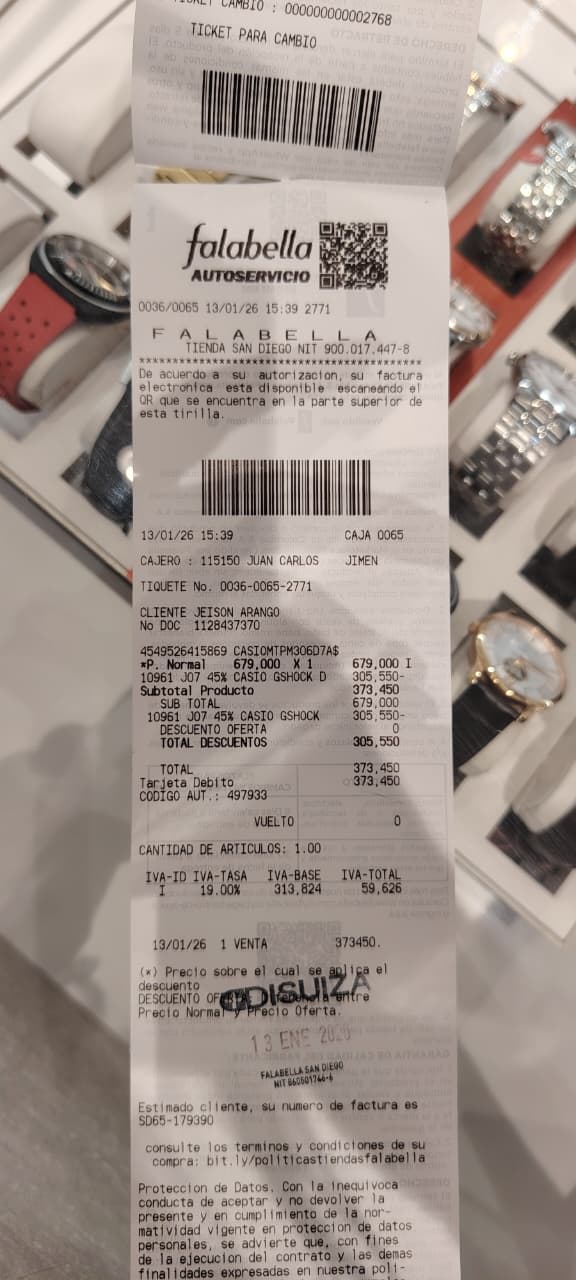 TICKET CAMBIO : 000000000002768
TICKET PARA CAMBIO
falabella
AUTOSERVICIO
0036/0065 13/01/26 15:39 2771
F A L A B E L L A
TIENDA SAN DIEGO NIT 900.017.447-8
****************************************
De acuerdo a su autorizacion, su factura
electronica esta disponible escaneando el
QR que se encuentra en la parte superior de
esta tirilla.
13/01/26 15:39 CAJA 0065
CAJERO : 115150 JUAN CARLOS JIMEN
TIQUETE No. 0036-0065-2771
CLIENTE JEISON ARANGO
No DOC 1128437370
4549526415869 CASIOMTPM306D7A$
*P. Normal 679,000 X 1 679,000 I
10961 J07 45% CASIO GSHOCK D 305,550-
Subtotal Producto 373,450
SUB TOTAL 679,000
10961 J07 45% CASIO GSHOCK 305,550-
DESCUENTO OFERTA 0
TOTAL DESCUENTOS 305,550
TOTAL 373,450
Tarjeta Debito 373,450
CODIGO AUT.: 497933
VUELTO 0
CANTIDAD DE ARTICULOS: 1.00
IVA-ID IVA-TASA IVA-BASE IVA-TOTAL
I 19.00% 313,824 59,626
13/01/26 1 VENTA 373450.
(*) Precio sobre el cual se aplica el
descuento
DESCUENTO entre
Precio Normal y Precio Oferta.
DISUIZA
13 ENE
FALABELLA SAN DIEGO
NIT
Estimado cliente, su numero de factura es
SD65-179390
consulte los terminos y condiciones de su
compra: bit.ly/politicastiendasfalabella
Proteccion de Datos. Con la inequivoca
conducta de aceptar y no devolver la
presente y en cumplimiento de la nor-
matividad vigente en proteccion de datos
personales, se advierte que, con fines
de la ejecucion del contrato y las demas
finalidades expresadas en nuestra poli-